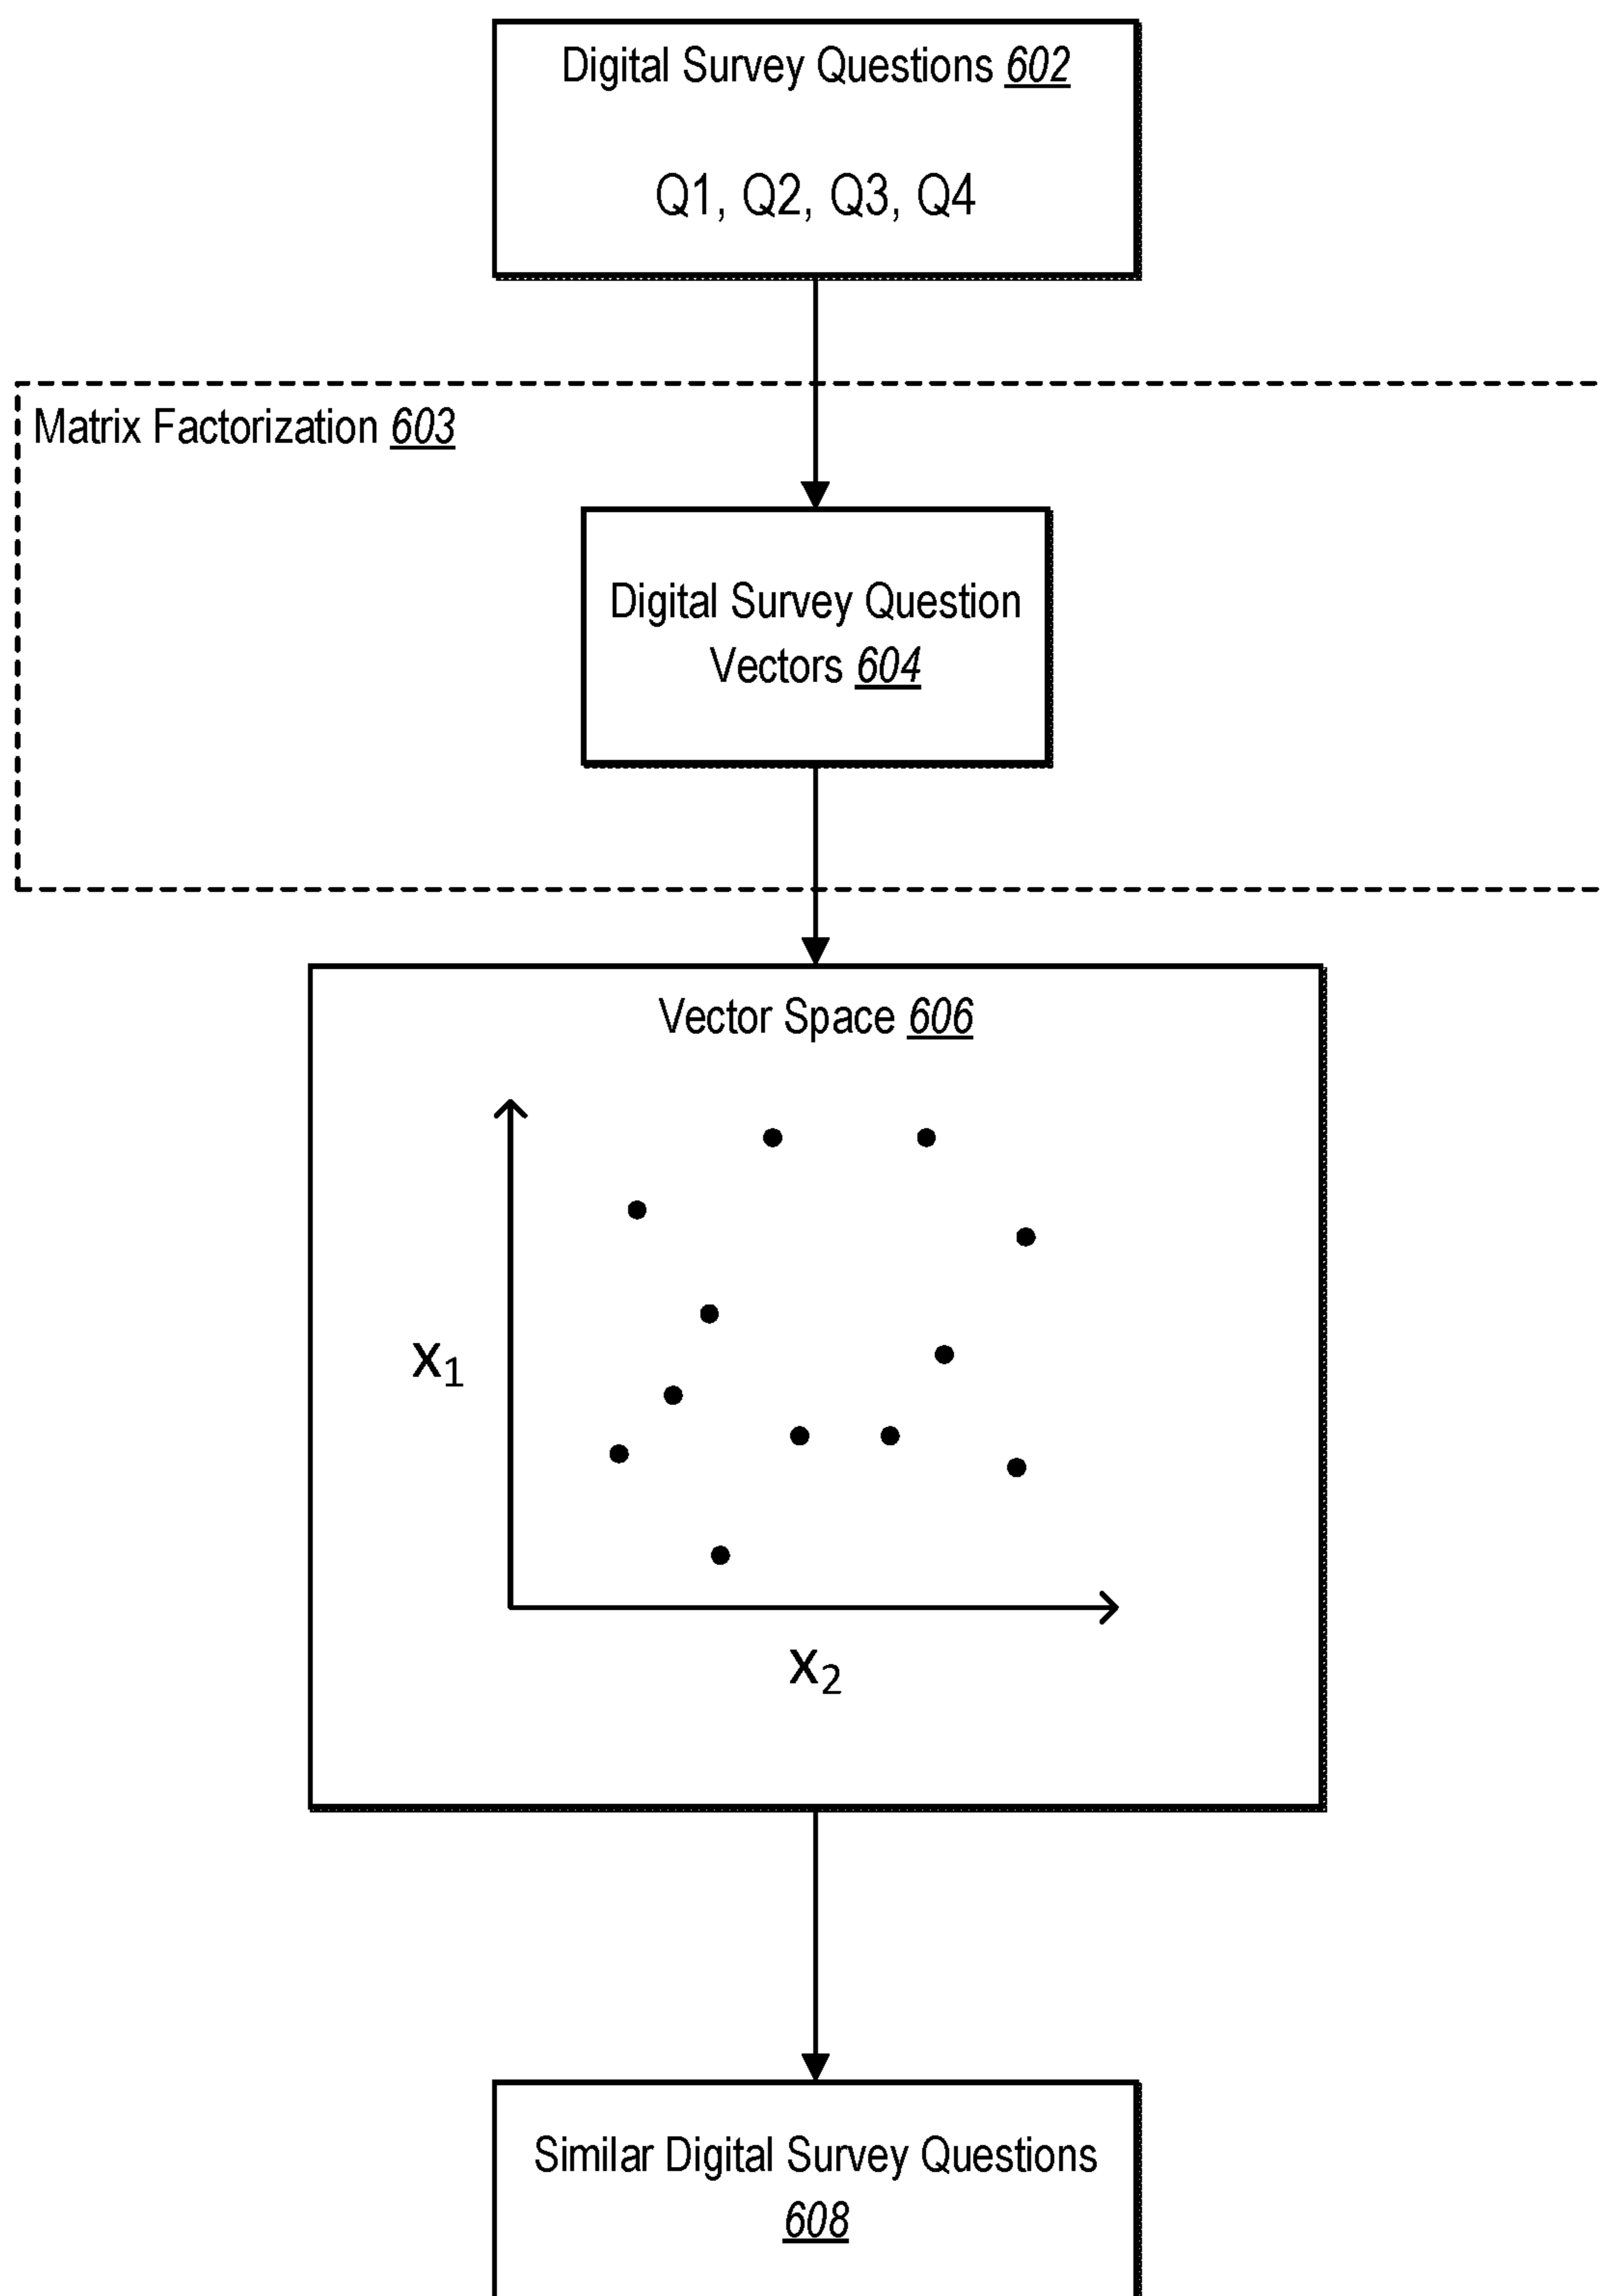 Digital Survey Questions 602
Q1, Q2, Q3, Q4
Matrix Factorization 603
Digital Survey Question
Vectors 604
Vector Space 606
x₁
x₂
Similar Digital Survey Questions
608